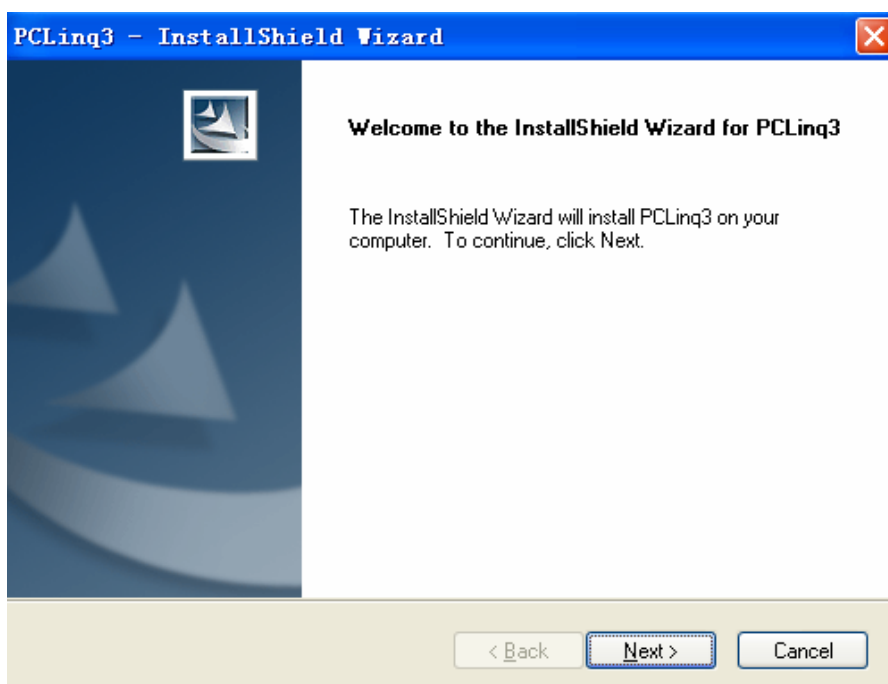 PCLinq3 - InstallShield Wizard
Welcome to the InstallShield Wizard for PCLinq3
The InstallShield Wizard will install PCLinq3 on your
computer. To continue, click Next.
< Back Next > Cancel